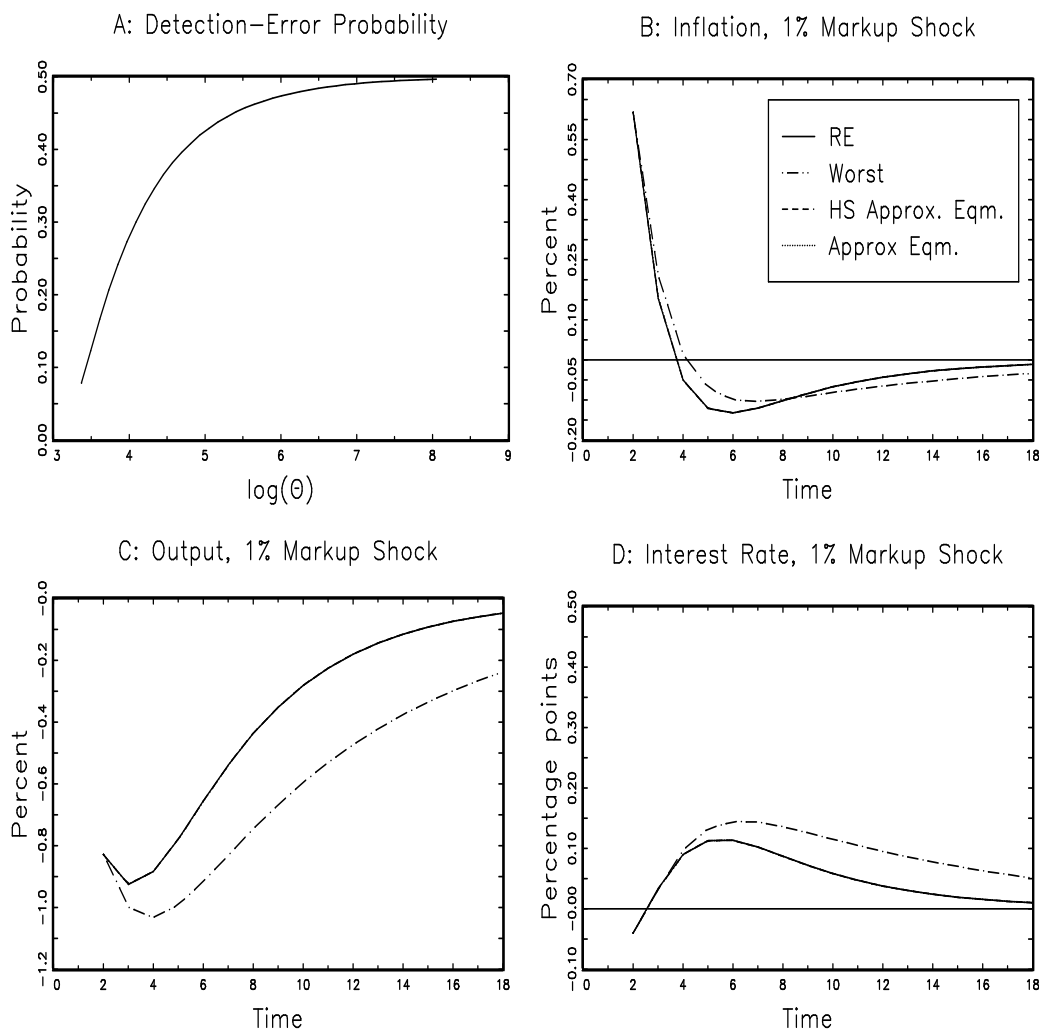 A: Detection-Error Probability
Probability
0.00 0.10 0.20 0.30 0.40 0.50
3 4 5 6 7 8 9
log(Θ)
B: Inflation, 1% Markup Shock
Percent
-0.20 -0.05 0.10 0.25 0.40 0.55 0.70
RE
Worst
HS Approx. Eqm.
Approx Eqm.
0 2 4 6 8 10 12 14 16 18
Time
C: Output, 1% Markup Shock
Percent
-1.2 -1.0 -0.8 -0.6 -0.4 -0.2 -0.0
0 2 4 6 8 10 12 14 16 18
Time
D: Interest Rate, 1% Markup Shock
Percentage points
-0.10 -0.00 0.10 0.20 0.30 0.40 0.50
0 2 4 6 8 10 12 14 16 18
Time